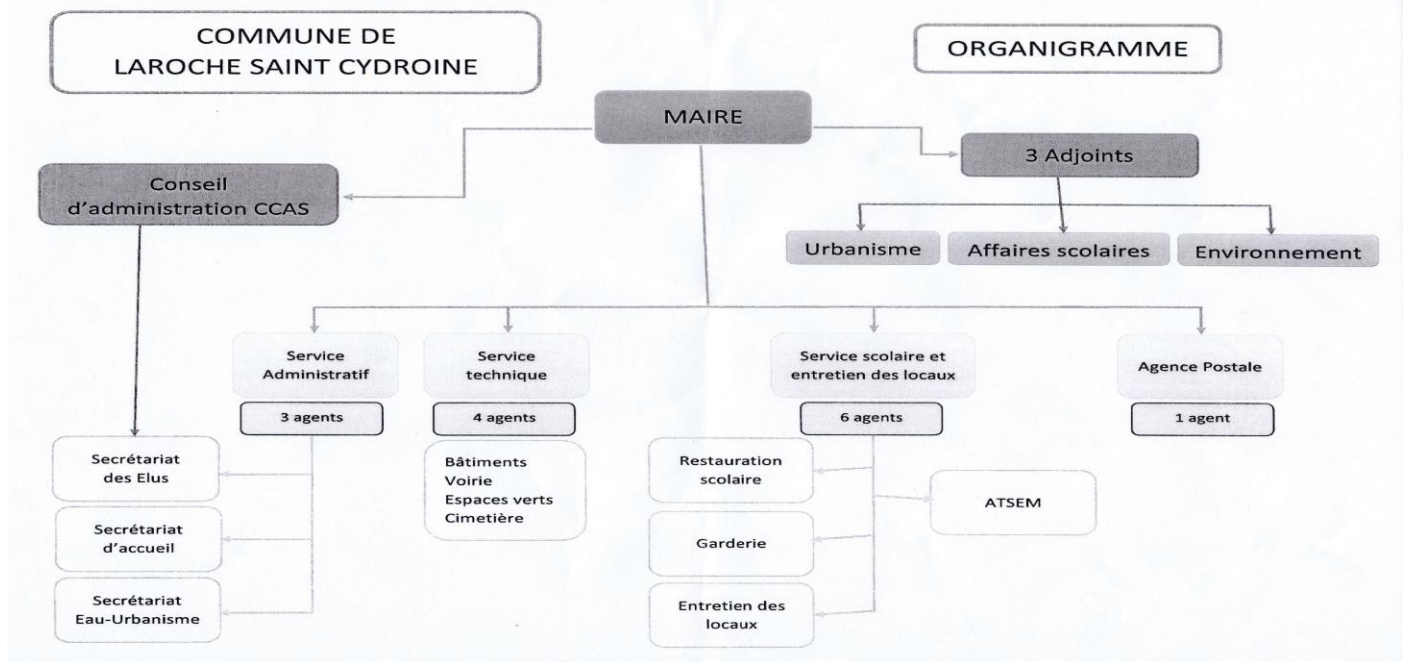 COMMUNE DE
LAROCHE SAINT CYDROINE
ORGANIGRAMME
MAIRE
3 Adjoints
Conseil
d'administration CCAS
Urbanisme
Affaires scolaires
Environnement
Service
Administratif
Service
technique
Service scolaire et
entretien des locaux
Agence Postale
3 agents
4 agents
6 agents
1 agent
Secrétariat
des Elus
Secrétariat
d'accueil
Secrétariat
Eau-Urbanisme
Bâtiments
Voirie
Espaces verts
Cimetière
Restauration
scolaire
Garderie
Entretien des
locaux
ATSEM